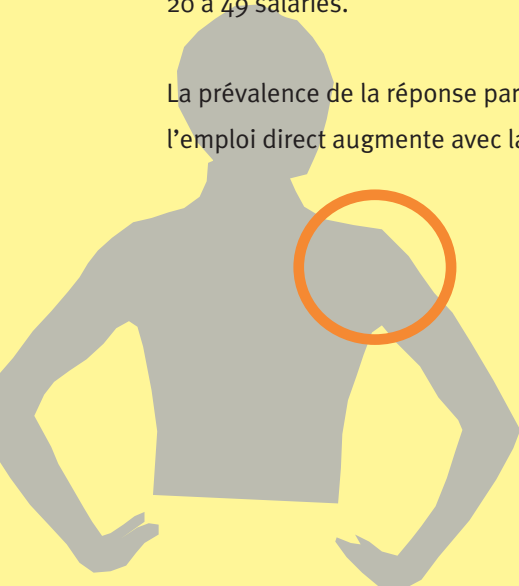 20 à 49 salariés.
La prévalence de la réponse par
l’emploi direct augmente avec la